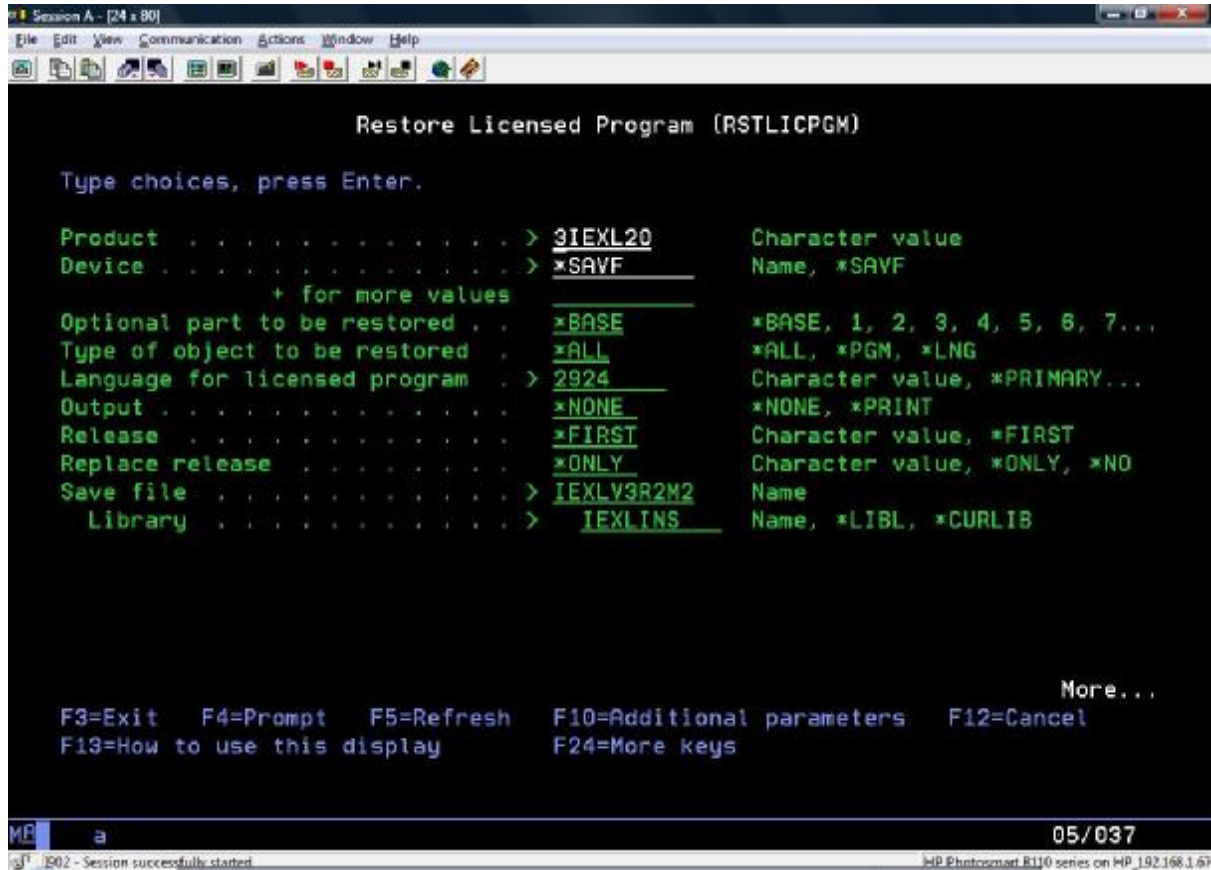 Session A - [24 x 80]
File Edit View Communication Actions Window Help
Restore Licensed Program (RSTLICPGM)
Type choices, press Enter.
Product . . . . . . . . . . . . > 3IEXL20 Character value
Device . . . . . . . . . . . . . > *SAVF Name, *SAVF
+ for more values
Optional part to be restored . . *BASE *BASE, 1, 2, 3, 4, 5, 6, 7...
Type of object to be restored . *ALL *ALL, *PGM, *LNG
Language for licensed program . > 2924 Character value, *PRIMARY...
Output . . . . . . . . . . . . . *NONE *NONE, *PRINT
Release . . . . . . . . . . . . *FIRST Character value, *FIRST
Replace release . . . . . . . . *ONLY Character value, *ONLY, *NO
Save file . . . . . . . . . . . > IEXLV3R2M2 Name
Library . . . . . . . . . . . > IEXLINS Name, *LIBL, *CURLIB
More...
F3=Exit F4=Prompt F5=Refresh F10=Additional parameters F12=Cancel
F13=How to use this display F24=More keys
MA a 05/037
I902 - Session successfully started HP Photosmart B110 series on HP_192.168.1.67